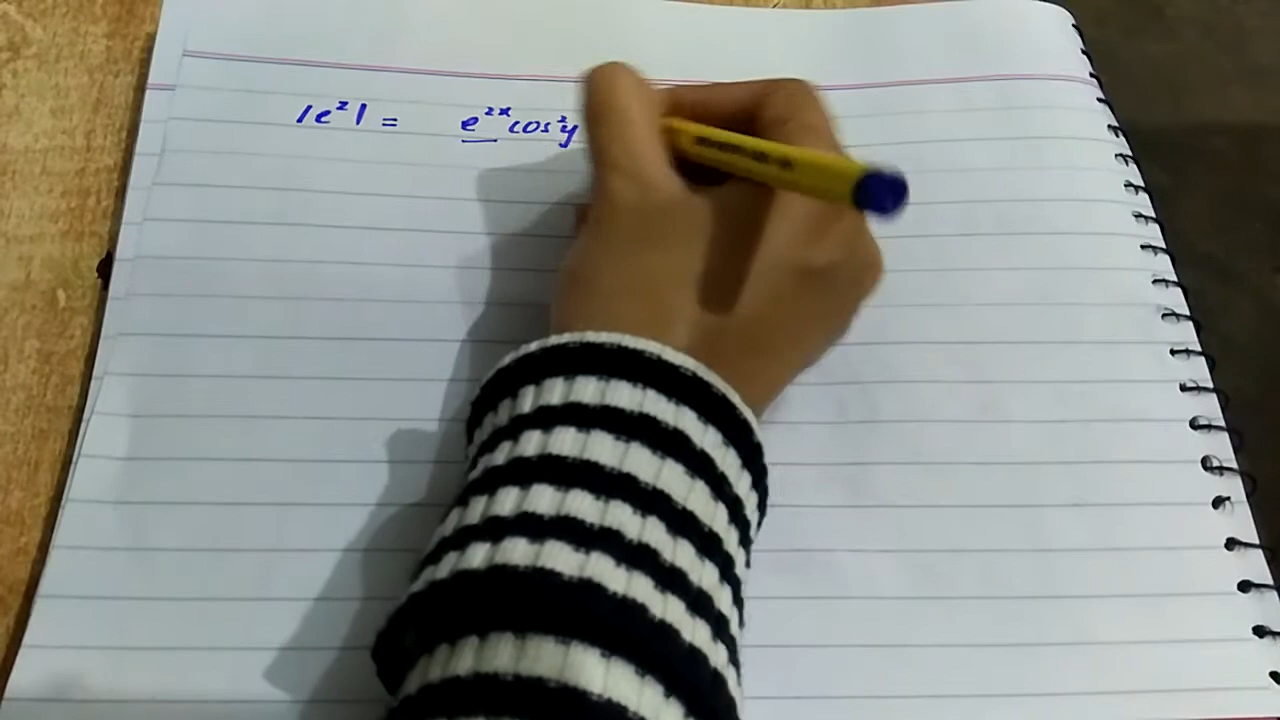 |e^z| = e^{2x} cos^2 y